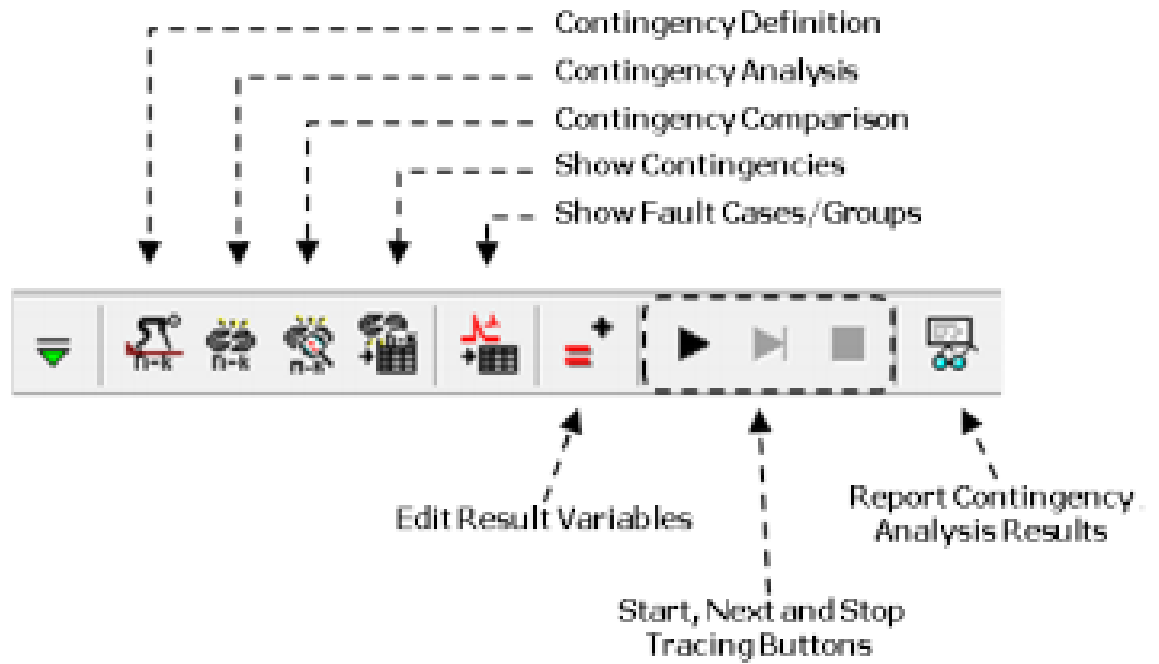 Contingency Definition
Contingency Analysis
Contingency Comparison
Show Contingencies
Show Fault Cases/Groups
n-k
n-k
n-k
Edit Result Variables
Report Contingency
Analysis Results
Start, Next and Stop
Tracing Buttons